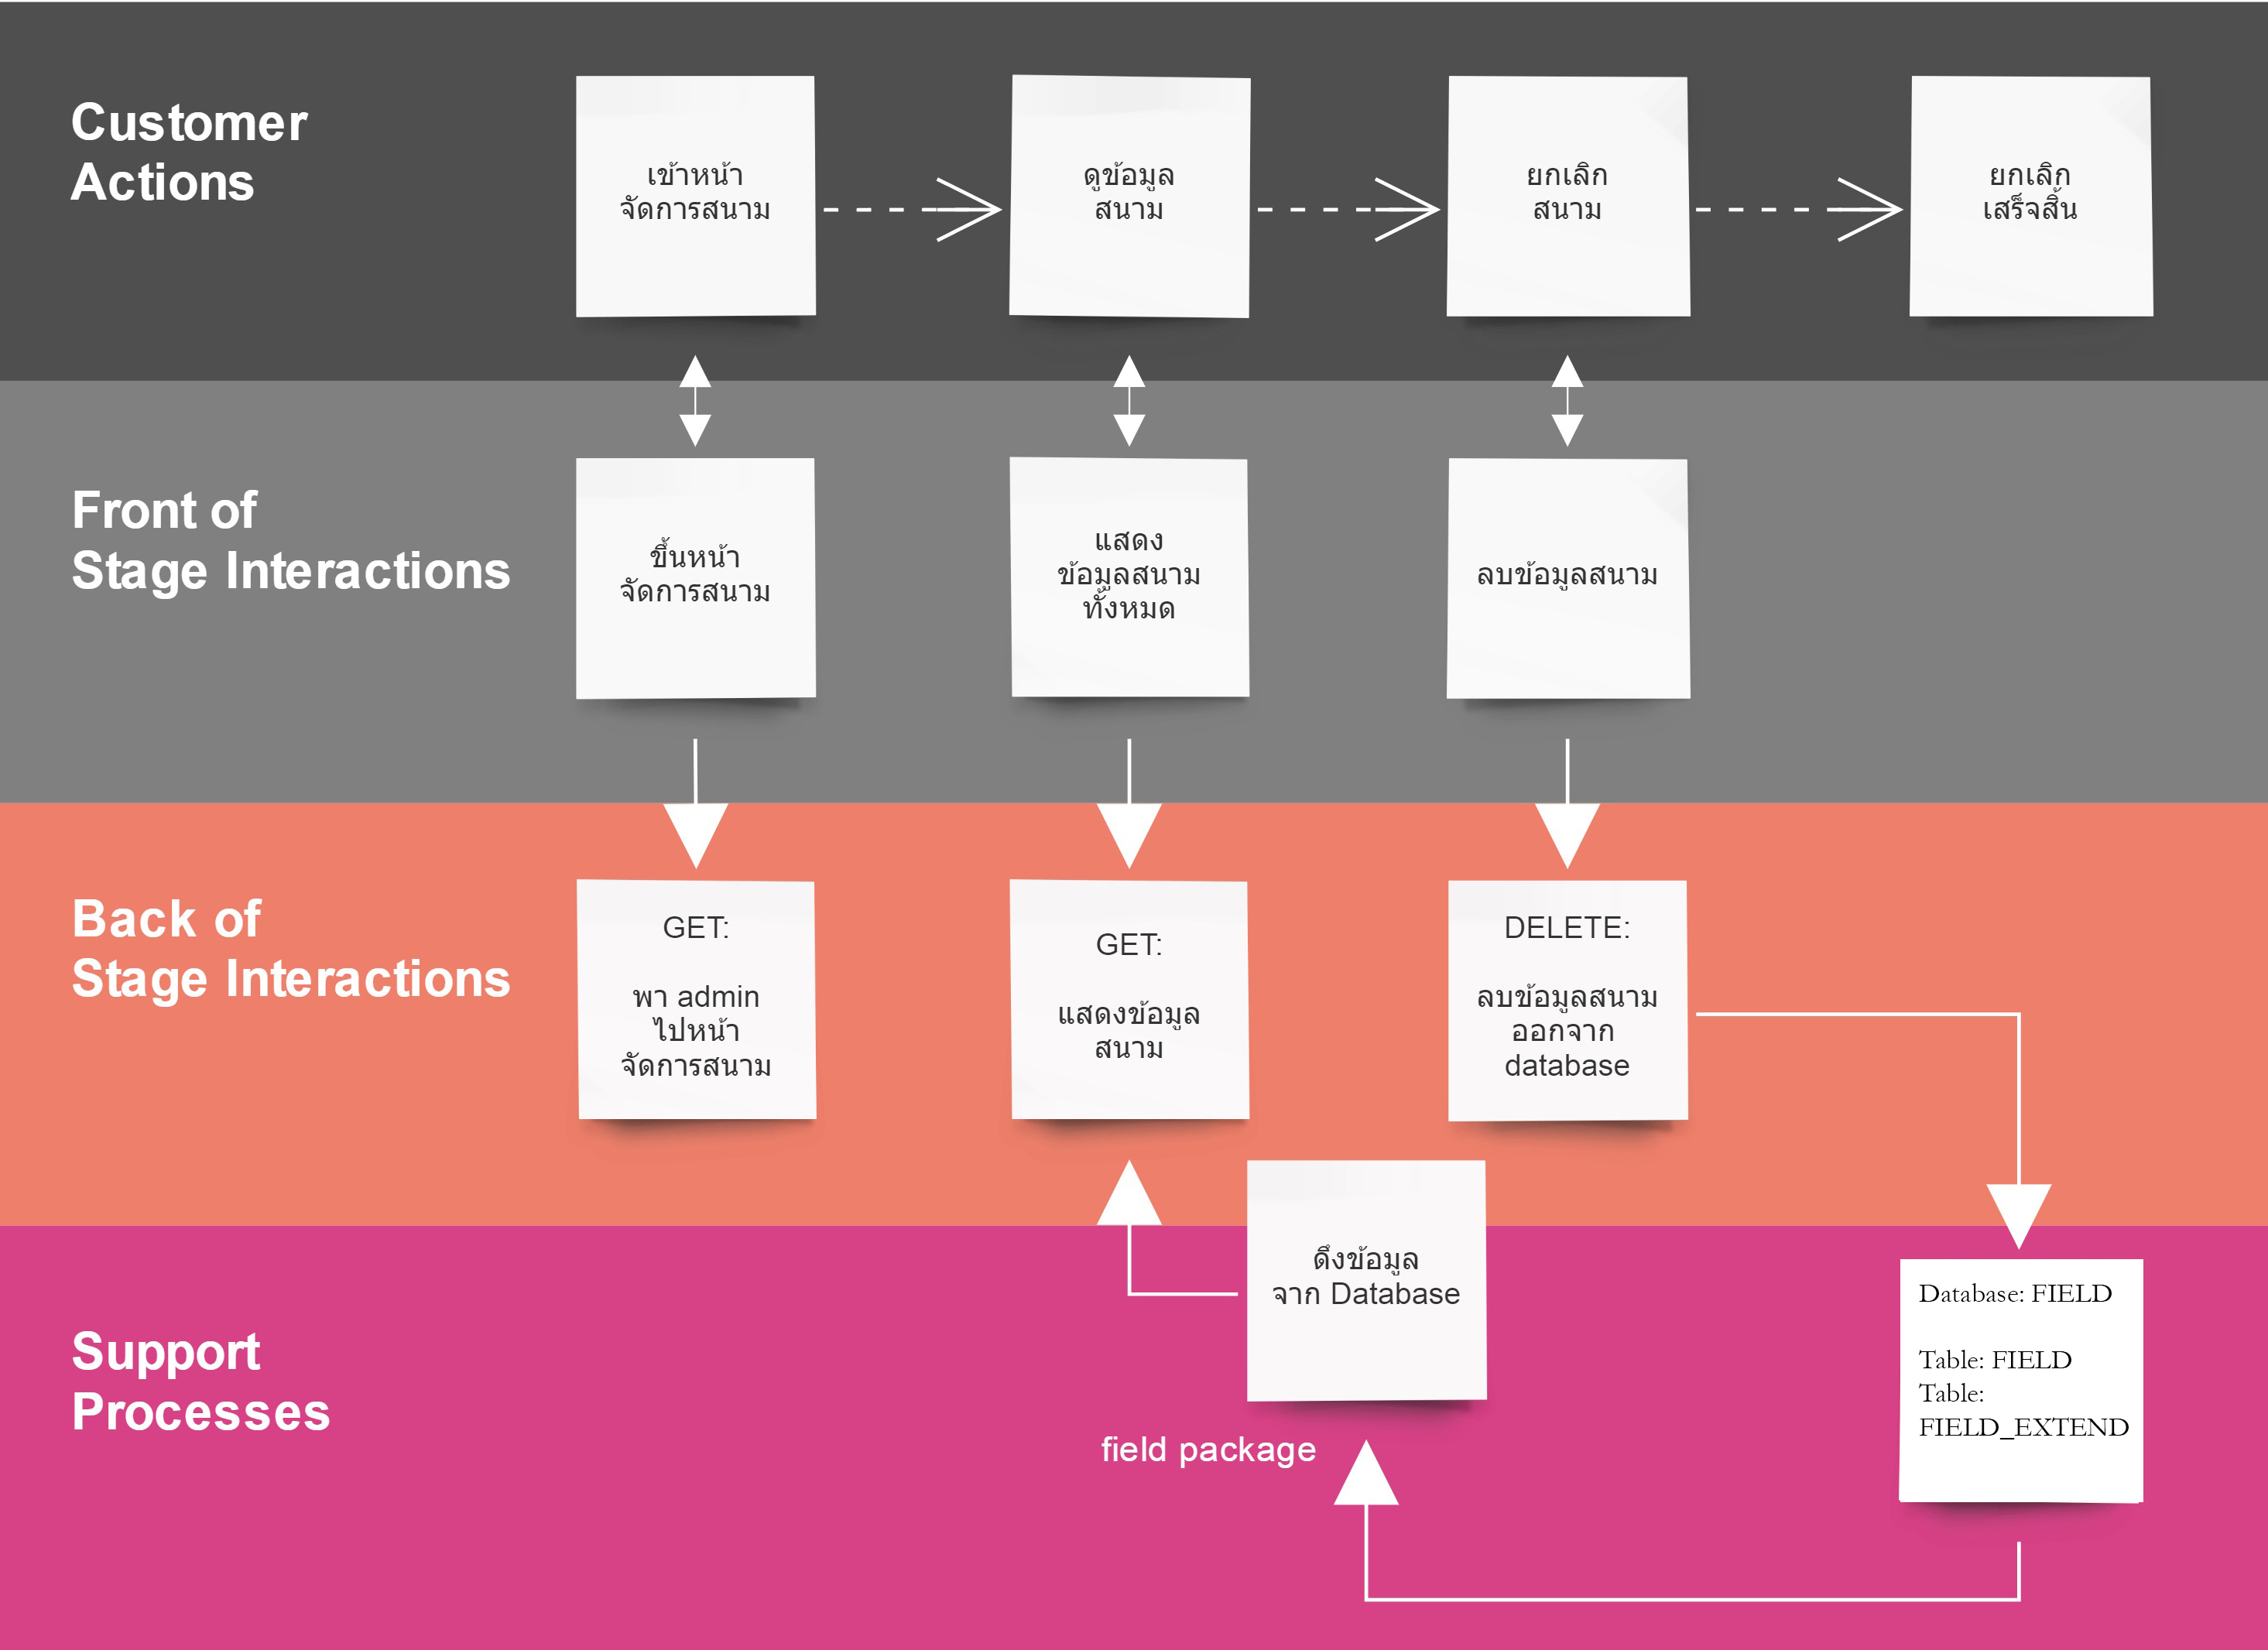 Customer
Actions
เข้าหน้า
จัดการสนาม
ดูข้อมูล
สนาม
ยกเลิก
สนาม
ยกเลิก
เสร็จสิ้น
Front of
Stage Interactions
ขึ้นหน้า
จัดการสนาม
แสดง
ข้อมูลสนาม
ทั้งหมด
ลบข้อมูลสนาม
Back of
Stage Interactions
GET:
พา admin
ไปหน้า
จัดการสนาม
GET:
แสดงข้อมูล
สนาม
DELETE:
ลบข้อมูลสนาม
ออกจาก
database
Support
Processes
ดึงข้อมูล
จาก Database
field package
Database: FIELD
Table: FIELD
Table:
FIELD_EXTEND